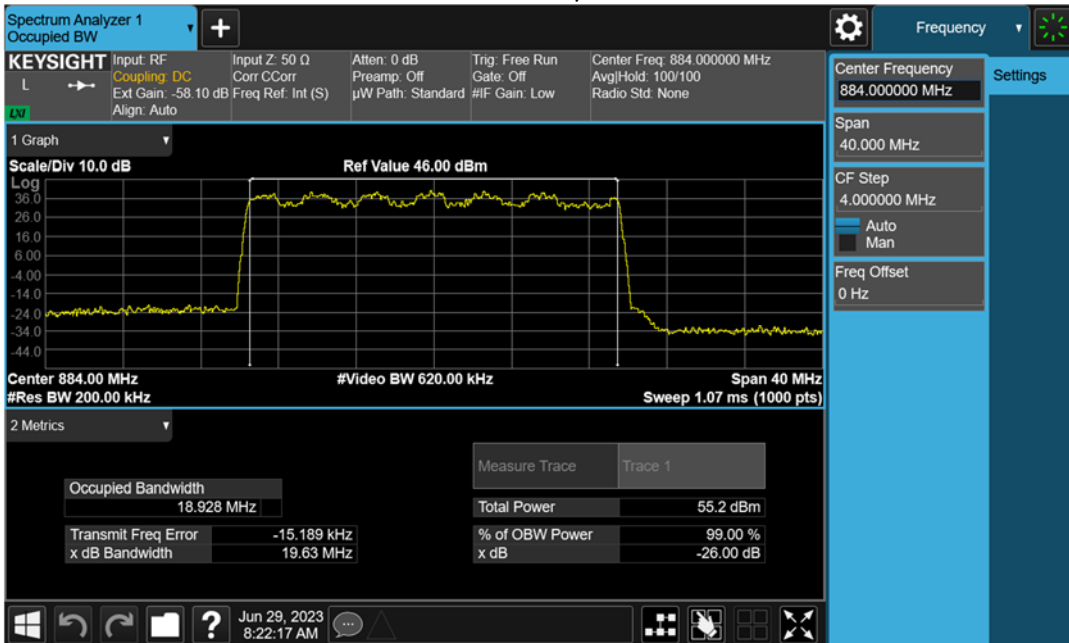 Spectrum Analyzer 1
Occupied BW
+
Frequency
KEYSIGHT
L
LXI
Input: RF
Coupling: DC
Ext Gain: -58.10 dB
Align: Auto
Input Z: 50 Ω
Corr CCorr
Freq Ref: Int (S)
Atten: 0 dB
Preamp: Off
µW Path: Standard
Trig: Free Run
Gate: Off
#IF Gain: Low
Center Freq: 884.000000 MHz
Avg|Hold: 100/100
Radio Std: None
Center Frequency
884.000000 MHz
Settings
Span
40.000 MHz
CF Step
4.000000 MHz
Auto
Man
Freq Offset
0 Hz
1 Graph
Scale/Div 10.0 dB
Ref Value 46.00 dBm
Log
36.0
26.0
16.0
6.00
-4.00
-14.0
-24.0
-34.0
-44.0
Center 884.00 MHz
#Video BW 620.00 kHz
Span 40 MHz
#Res BW 200.00 kHz
Sweep 1.07 ms (1000 pts)
2 Metrics
Measure Trace
Trace 1
Occupied Bandwidth
18.928 MHz
Total Power
55.2 dBm
Transmit Freq Error
-15.189 kHz
% of OBW Power
99.00 %
x dB Bandwidth
19.63 MHz
x dB
-26.00 dB
?
Jun 29, 2023
8:22:17 AM